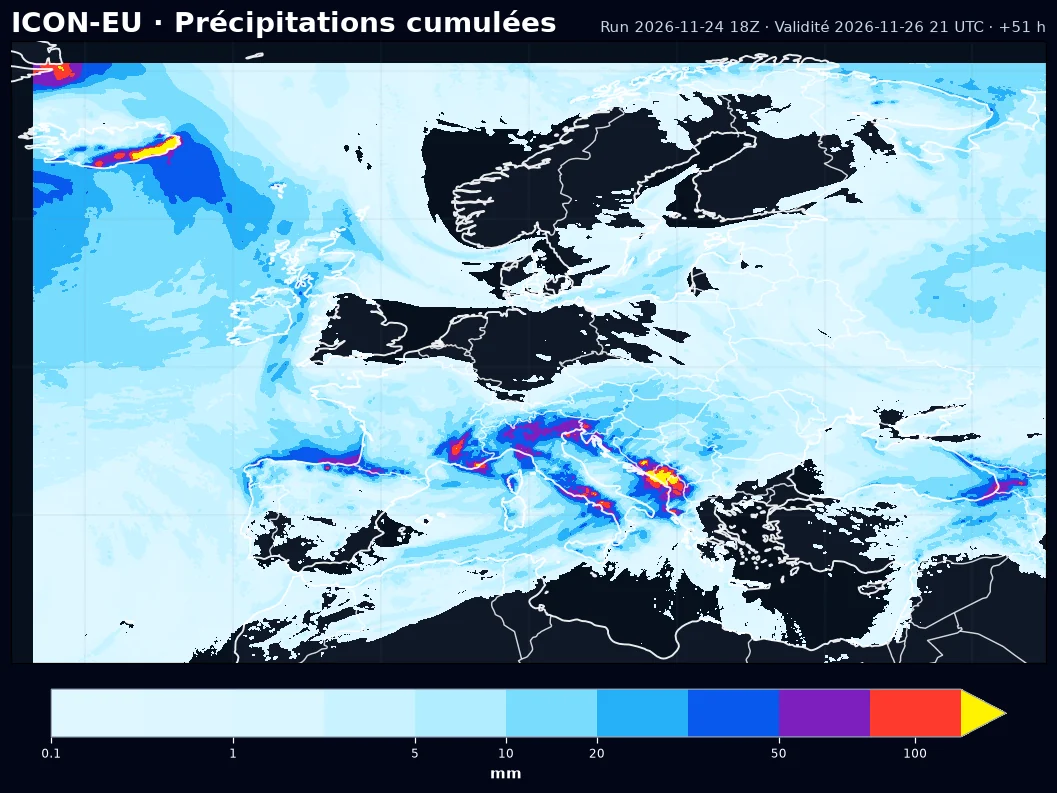 ICON-EU · Précipitations cumulées
Run 2026-11-24 18Z · Validité 2026-11-26 21 UTC · +51 h
0.1 1 5 10 20 50 100
mm